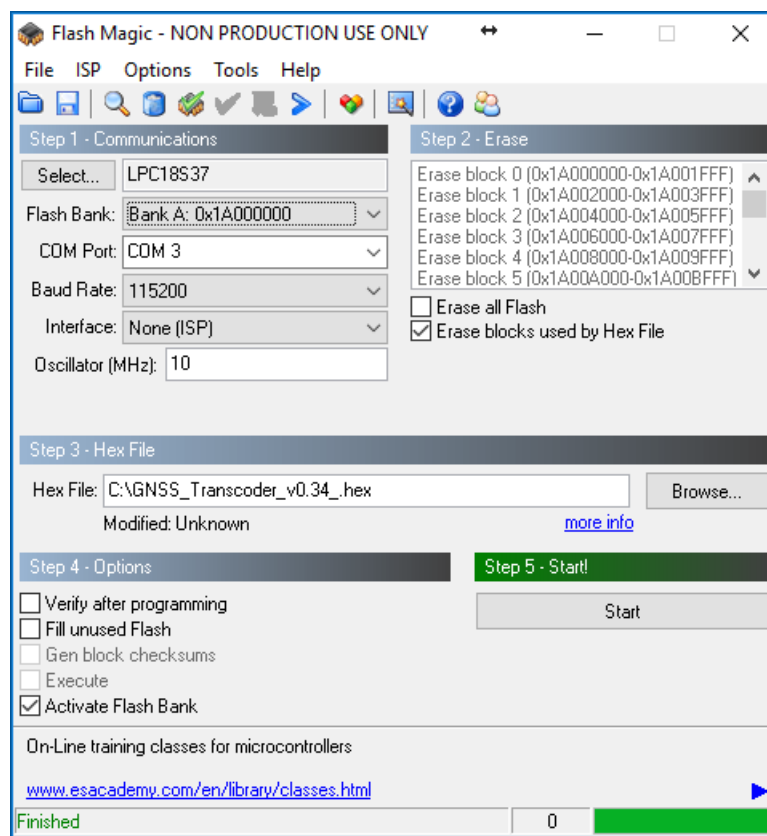 Flash Magic - NON PRODUCTION USE ONLY
File ISP Options Tools Help
Step 1 - Communications
Select... LPC18S37
Flash Bank: Bank A: 0x1A000000
COM Port: COM 3
Baud Rate: 115200
Interface: None (ISP)
Oscillator (MHz): 10
Step 2 - Erase
Erase block 0 (0x1A000000-0x1A001FFF)
Erase block 1 (0x1A002000-0x1A003FFF)
Erase block 2 (0x1A004000-0x1A005FFF)
Erase block 3 (0x1A006000-0x1A007FFF)
Erase block 4 (0x1A008000-0x1A009FFF)
Erase block 5 (0x1A00A000-0x1A00BFFF)
Erase all Flash
Erase blocks used by Hex File
Step 3 - Hex File
Hex File: C:\GNSS_Transcoder_v0.34_.hex Browse...
Modified: Unknown more info
Step 4 - Options
Verify after programming
Fill unused Flash
Gen block checksums
Execute
Activate Flash Bank
Step 5 - Start!
Start
On-Line training classes for microcontrollers
www.esacademy.com/en/library/classes.html
Finished 0